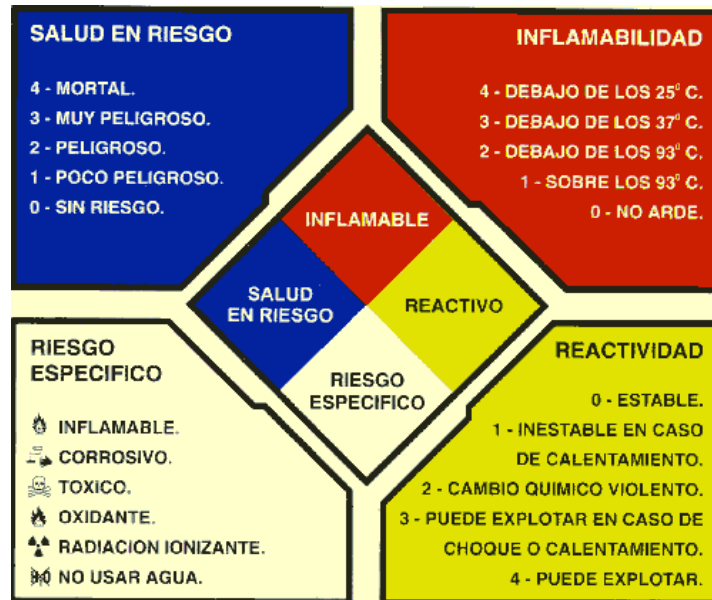 SALUD EN RIESGO
4 - MORTAL.
3 - MUY PELIGROSO.
2 - PELIGROSO.
1 - POCO PELIGROSO.
0 - SIN RIESGO.
INFLAMABILIDAD
4 - DEBAJO DE LOS 25° C.
3 - DEBAJO DE LOS 37° C.
2 - DEBAJO DE LOS 93° C.
1 - SOBRE LOS 93° C.
0 - NO ARDE.
INFLAMABLE
SALUD
EN RIESGO
REACTIVO
RIESGO
ESPECIFICO
RIESGO
ESPECIFICO
INFLAMABLE.
CORROSIVO.
TOXICO.
OXIDANTE.
RADIACION IONIZANTE.
NO USAR AGUA.
REACTIVIDAD
0 - ESTABLE.
1 - INESTABLE EN CASO
DE CALENTAMIENTO.
2 - CAMBIO QUIMICO VIOLENTO.
3 - PUEDE EXPLOTAR EN CASO DE
CHOQUE O CALENTAMIENTO.
4 - PUEDE EXPLOTAR.